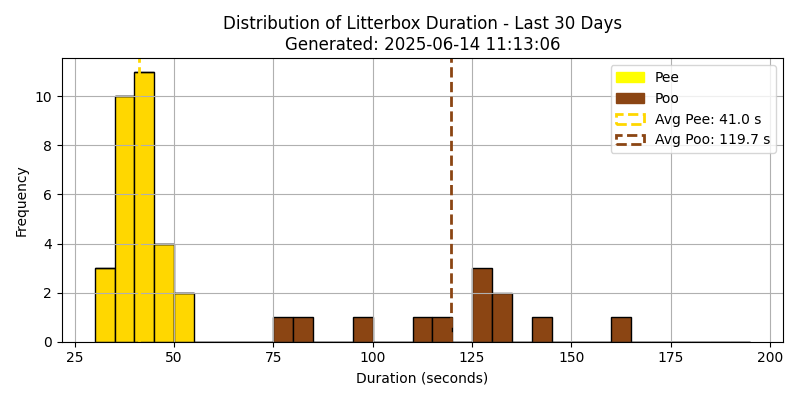 Distribution of Litterbox Duration - Last 30 Days
Generated: 2025-06-14 11:13:06
Pee
Poo
Avg Pee: 41.0 s
Avg Poo: 119.7 s
Frequency
10
8
6
4
2
0
25 50 75 100 125 150 175 200
Duration (seconds)